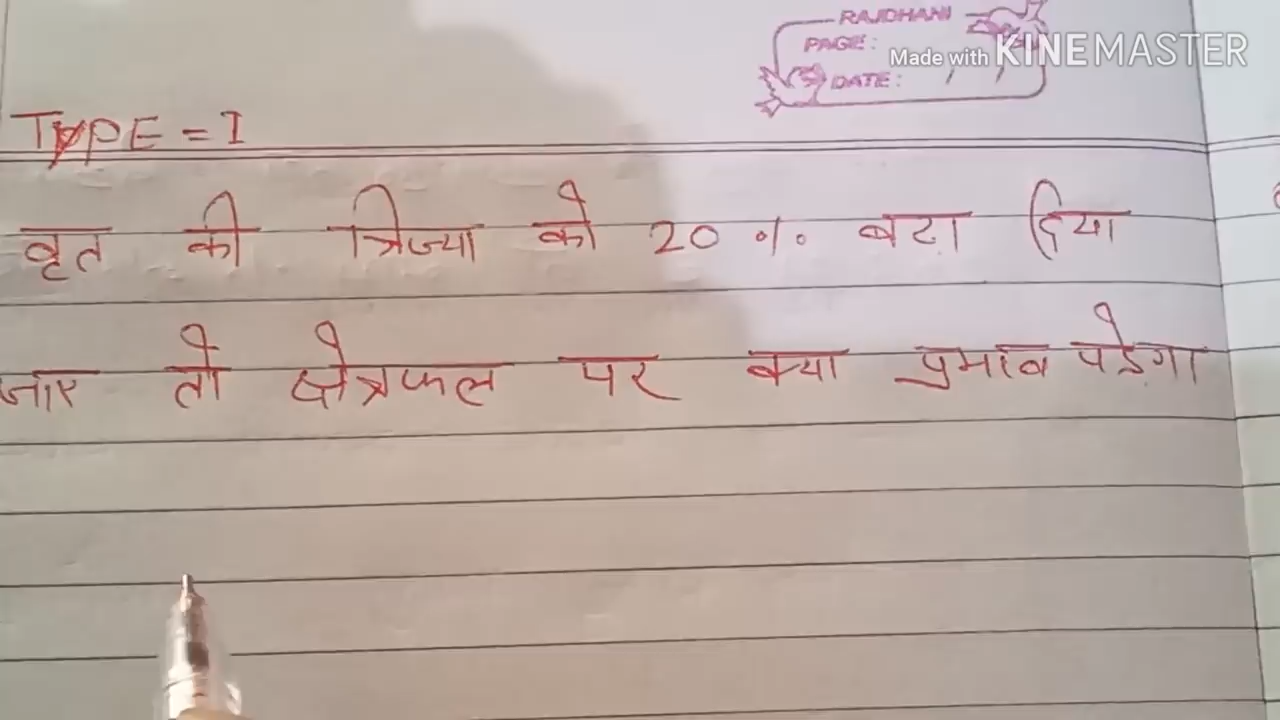 RAJDHANI
PAGE:
DATE: / /
Made with KINEMASTER
TYPE = I
वृत की त्रिज्या को 20 % बढा दिया
जाए तो क्षेत्रफल पर क्या प्रभाव पडेगा